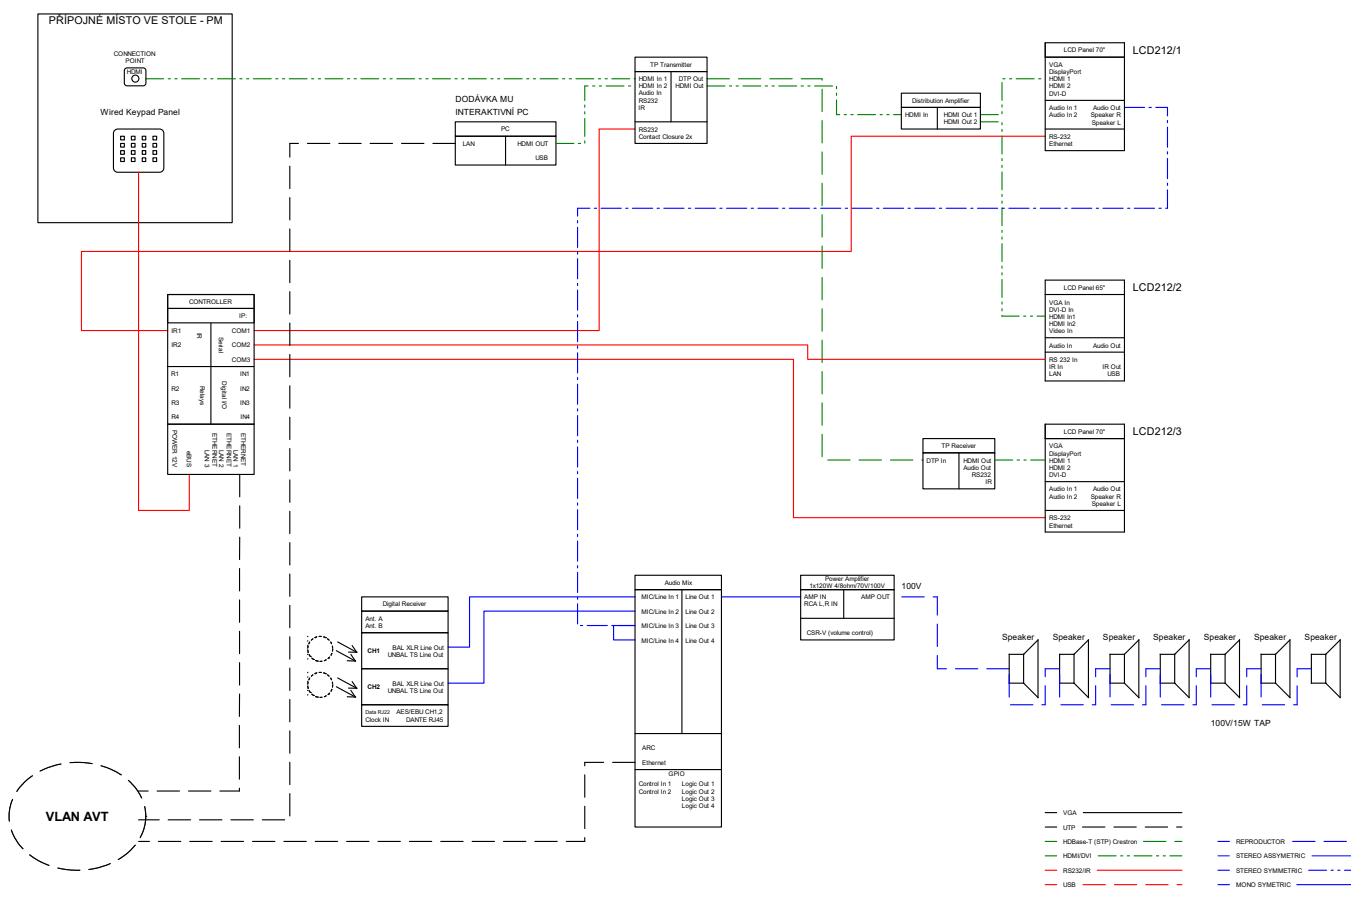 PŘÍPOJNÉ MÍSTO VE STOLE - PM
CONNECTION
POINT
HDMI
Wired Keypad Panel
DODÁVKA MU
INTERAKTIVNÍ PC
PC
LAN
HDMI OUT
USB
TP Transmitter
HDMI In 1
HDMI In 2
Audio In
RS232
IR
DTP Out
HDMI Out
RS232
Contact Closure 2x
Distribution Amplifier
HDMI In
HDMI Out 1
HDMI Out 2
LCD Panel 70"
LCD212/1
VGA
DisplayPort
HDMI 1
HDMI 2
DVI-D
Audio In 1
Audio In 2
Audio Out
Speaker R
Speaker L
RS-232
Ethernet
LCD Panel 65"
LCD212/2
VGA In
DVI-D In
HDMI In1
HDMI In2
Video In
Audio In
Audio Out
RS 232 In
IR In
LAN
IR Out
USB
TP Receiver
DTP In
HDMI Out
Audio Out
RS232
IR
LCD Panel 70"
LCD212/3
VGA
DisplayPort
HDMI 1
HDMI 2
DVI-D
Audio In 1
Audio In 2
Audio Out
Speaker R
Speaker L
RS-232
Ethernet
CONTROLLER
IP:
IR1
IR2
IR
Serial
COM1
COM2
COM3
R1
R2
R3
R4
Relays
Digital I/O
IN1
IN2
IN3
IN4
POWER 12V
eBUS
ETHERNET
LAN 3
ETHERNET
LAN 2
ETHERNET
LAN 1
Digital Receiver
Ant. A
Ant. B
CH1
BAL XLR Line Out
UNBAL TS Line Out
CH2
BAL XLR Line Out
UNBAL TS Line Out
Data RJ22
Clock IN
AES/EBU CH1,2
DANTE RJ45
Audio Mix
MIC/Line In 1
MIC/Line In 2
MIC/Line In 3
MIC/Line In 4
Line Out 1
Line Out 2
Line Out 3
Line Out 4
ARC
Ethernet
GPIO
Control In 1
Control In 2
Logic Out 1
Logic Out 2
Logic Out 3
Logic Out 4
Power Amplifier
1x120W 4/8ohm/70V/100V
AMP IN
RCA L,R IN
AMP OUT
CSR-V (volume control)
100V
Speaker
Speaker
Speaker
Speaker
Speaker
Speaker
Speaker
100V/15W TAP
VLAN AVT
VGA
UTP
HDBase-T (STP) Crestron
HDMI/DVI
RS232/IR
USB
REPRODUCTOR
STEREO ASSYMETRIC
STEREO SYMMETRIC
MONO SYMETRIC